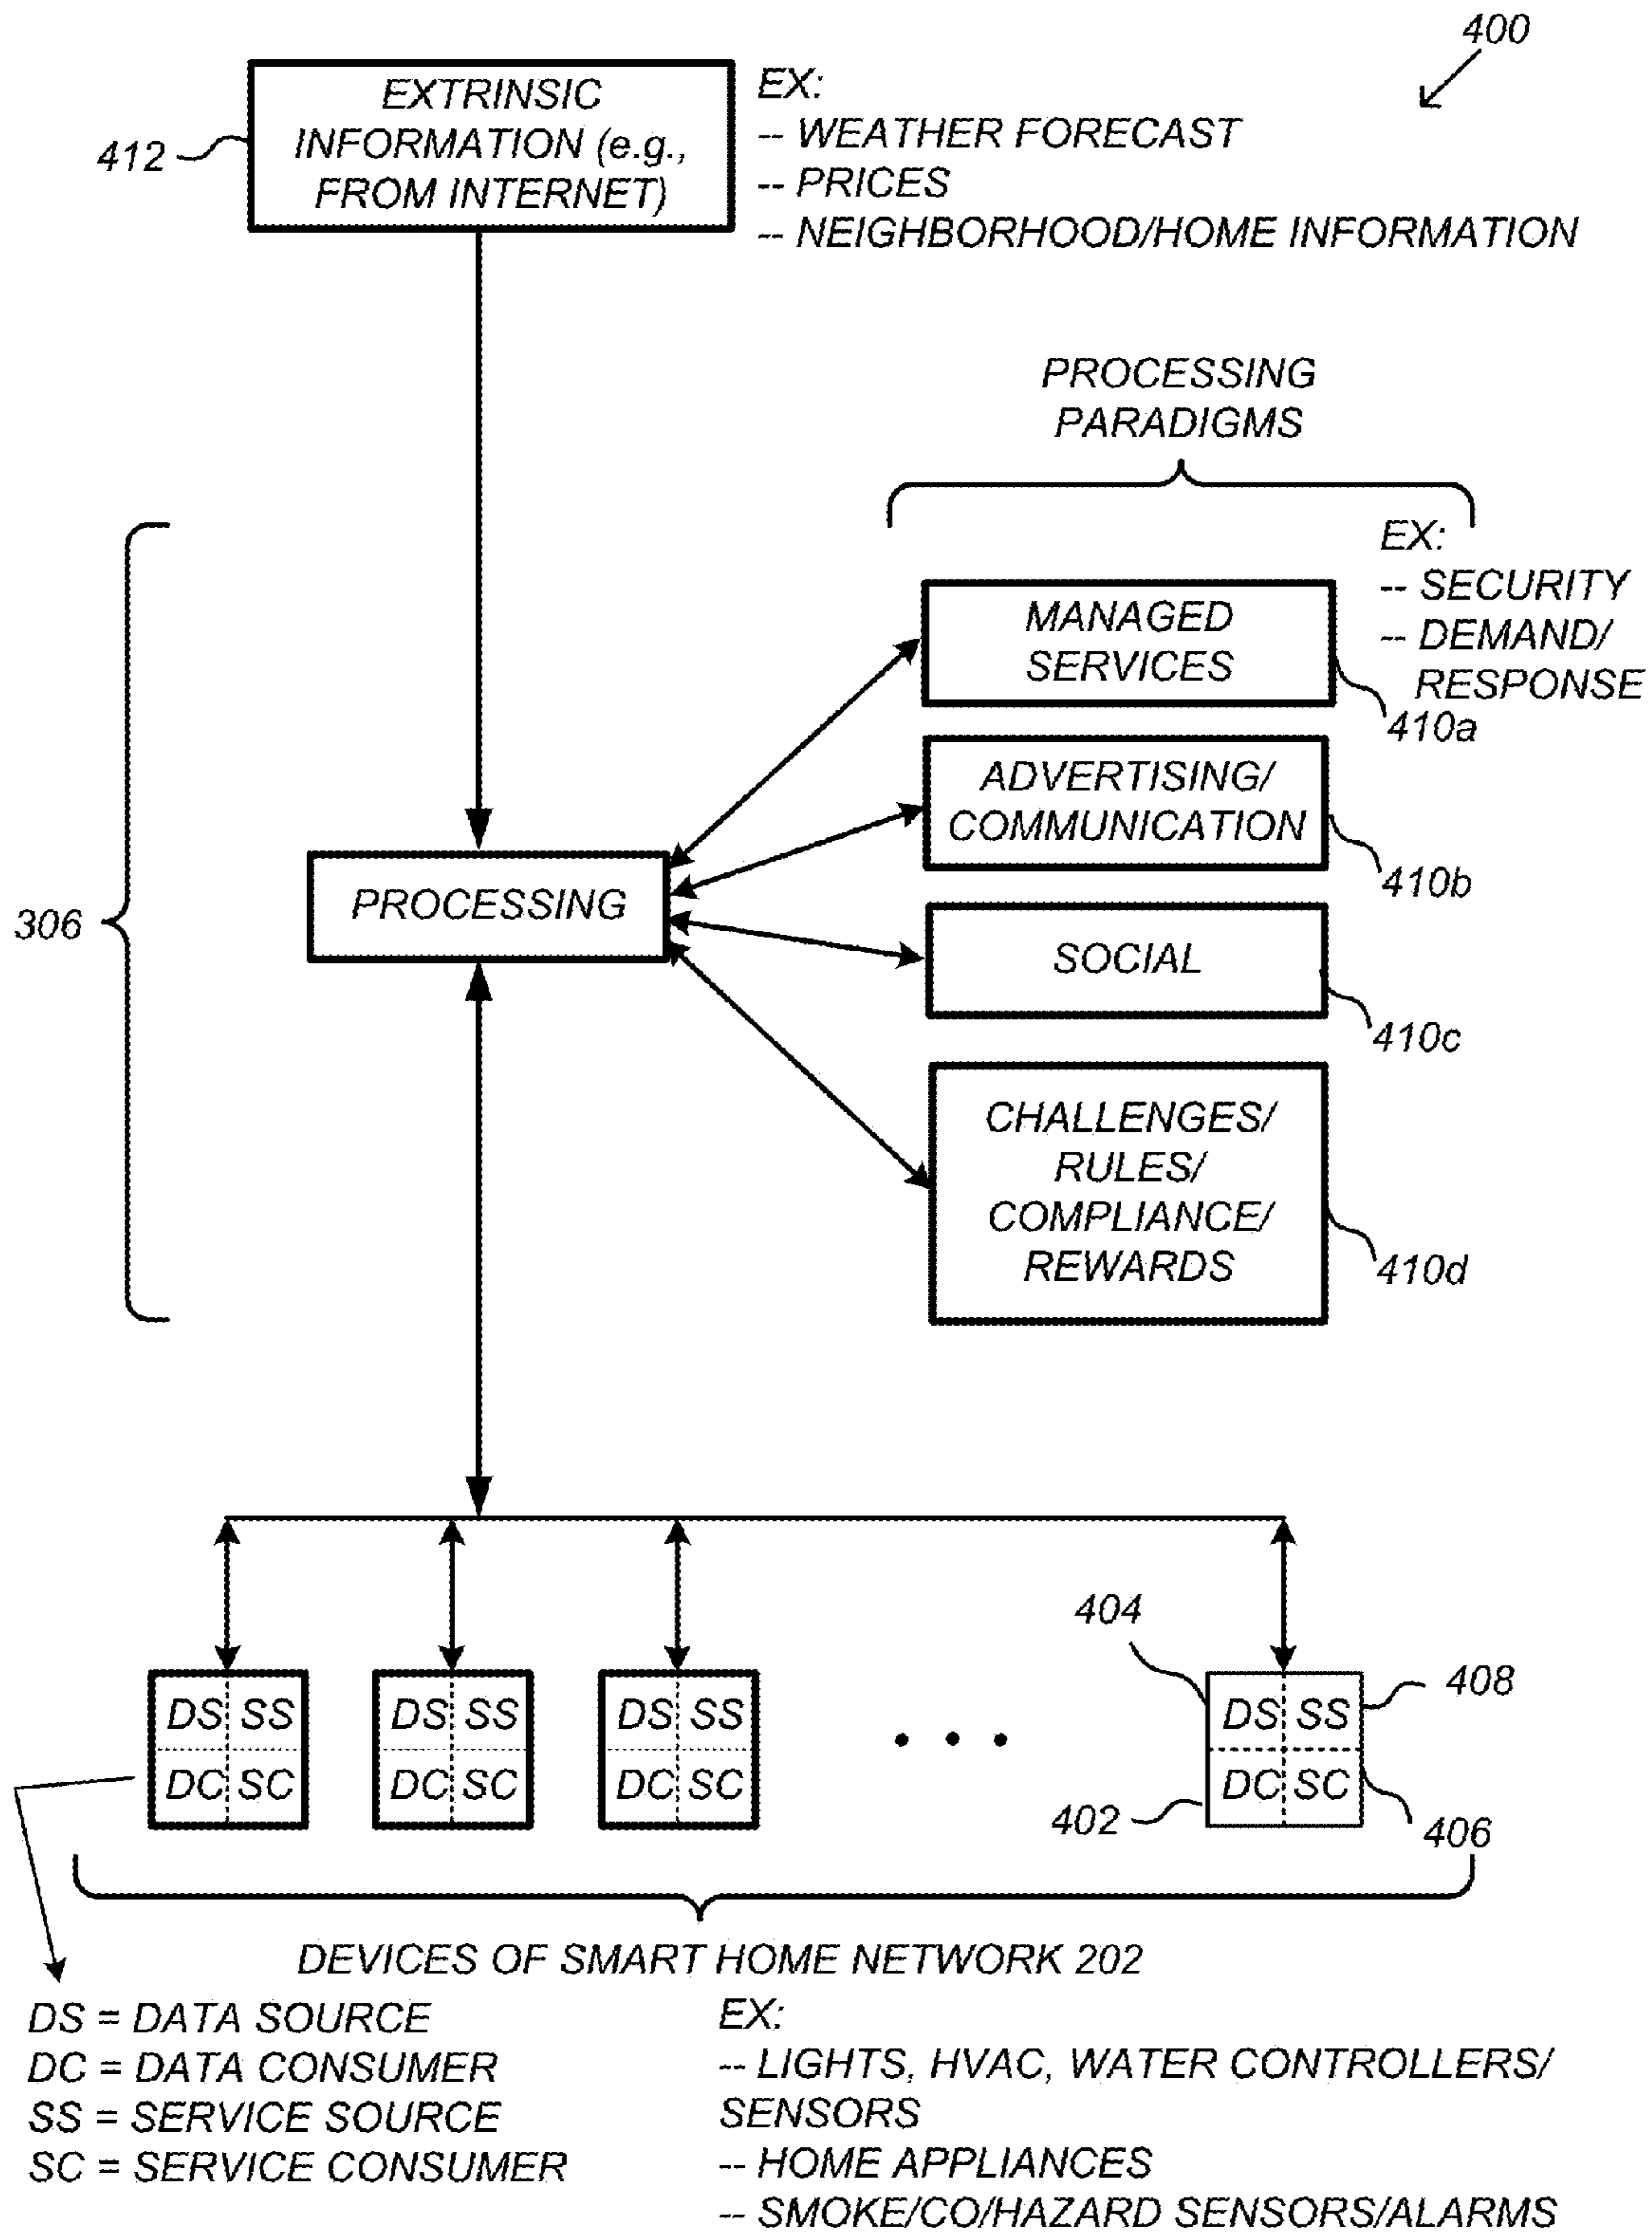 400
EXTRINSIC
INFORMATION (e.g.,
FROM INTERNET)
412
EX:
-- WEATHER FORECAST
-- PRICES
-- NEIGHBORHOOD/HOME INFORMATION
PROCESSING
PARADIGMS
EX:
-- SECURITY
-- DEMAND/
RESPONSE
MANAGED
SERVICES
410a
ADVERTISING/
COMMUNICATION
410b
306
PROCESSING
SOCIAL
410c
CHALLENGES/
RULES/
COMPLIANCE/
REWARDS
410d
404
408
DS SS
DC SC
DS SS
DC SC
DS SS
DC SC
• • •
DS SS
DC SC
402
406
DEVICES OF SMART HOME NETWORK 202
DS = DATA SOURCE
DC = DATA CONSUMER
SS = SERVICE SOURCE
SC = SERVICE CONSUMER
EX:
-- LIGHTS, HVAC, WATER CONTROLLERS/
SENSORS
-- HOME APPLIANCES
-- SMOKE/CO/HAZARD SENSORS/ALARMS